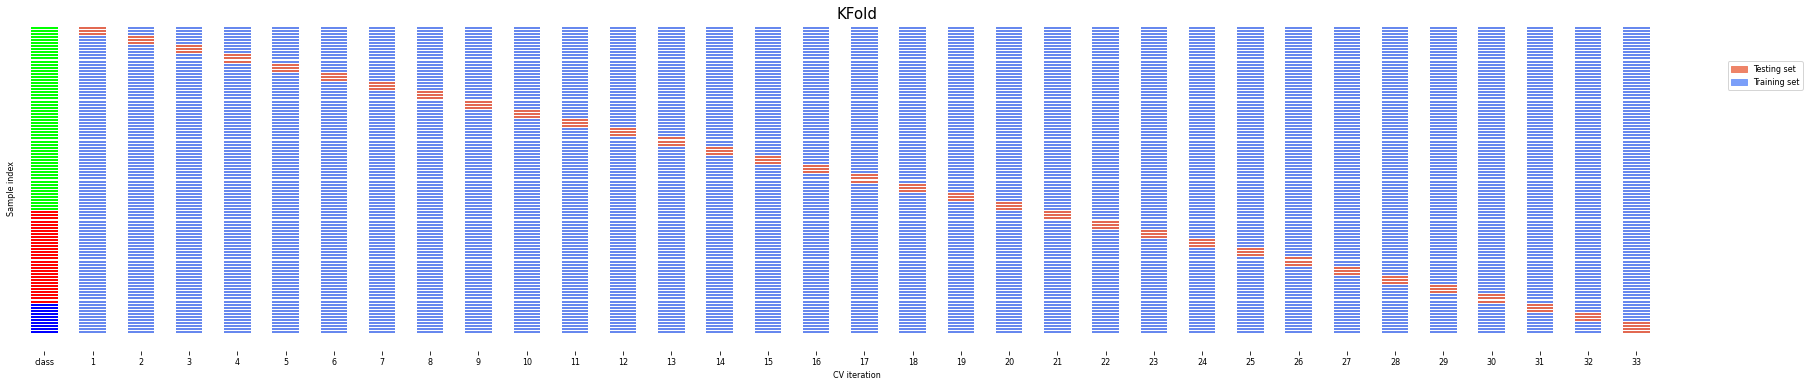 KFold
Testing set
Training set
Sample index
class 1 2 3 4 5 6 7 8 9 10 11 12 13 14 15 16 17 18 19 20 21 22 23 24 25 26 27 28 29 30 31 32 33
CV iteration